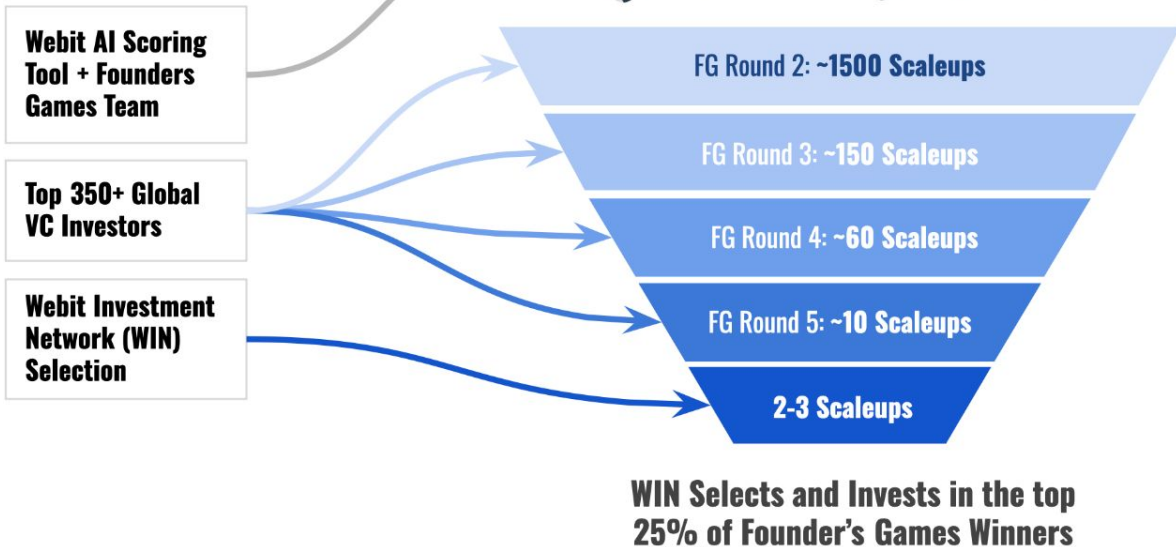 Webit AI Scoring
Tool + Founders
Games Team
Top 350+ Global
VC Investors
Webit Investment
Network (WIN)
Selection
FG Round 2: ~1500 Scaleups
FG Round 3: ~150 Scaleups
FG Round 4: ~60 Scaleups
FG Round 5: ~10 Scaleups
2-3 Scaleups
WIN Selects and Invests in the top
25% of Founder's Games Winners